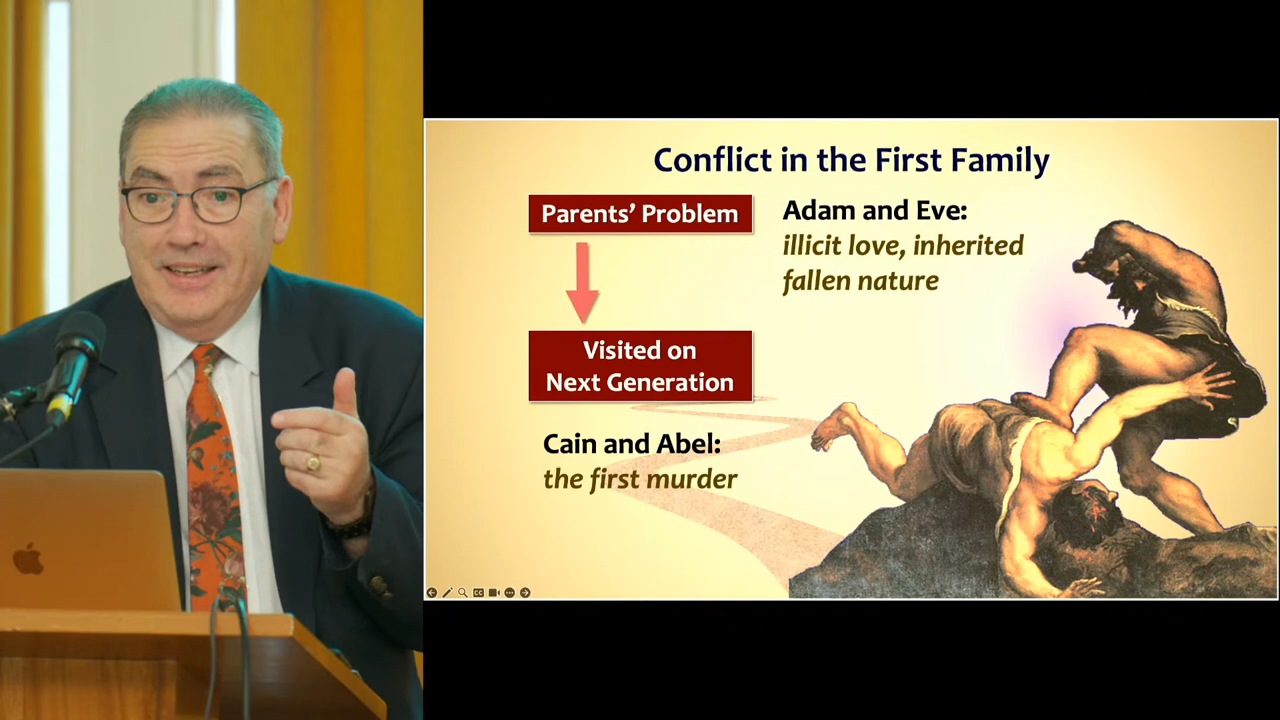 Conflict in the First Family
Parents' Problem
Adam and Eve:
illicit love, inherited
fallen nature
Visited on
Next Generation
Cain and Abel:
the first murder
CC